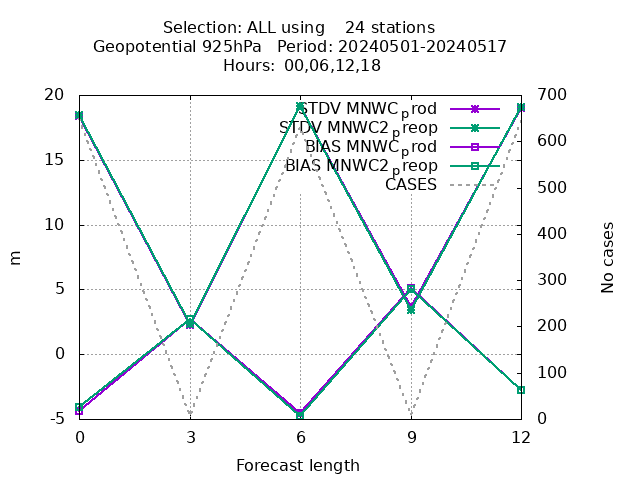 Selection: ALL using    24 stations
Geopotential 925hPa   Period: 20240501-20240517
Hours: 00,06,12,18
20
15
10
5
0
-5
m
700
600
500
400
300
200
100
0
No cases
STDV MNWC_prod
STDV MNWC2_preop
BIAS MNWC_prod
BIAS MNWC2_preop
CASES
0 3 6 9 12
Forecast length